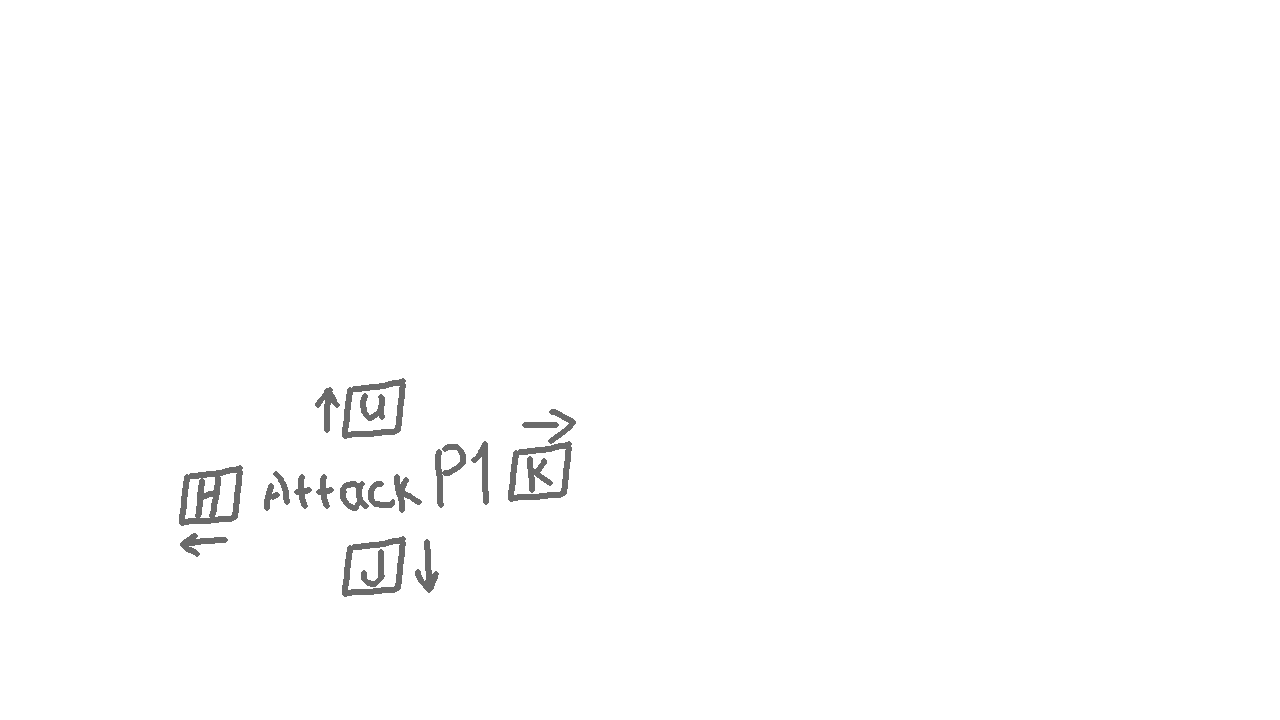 ↑ U
→
H Attack P1 K
←
J ↓